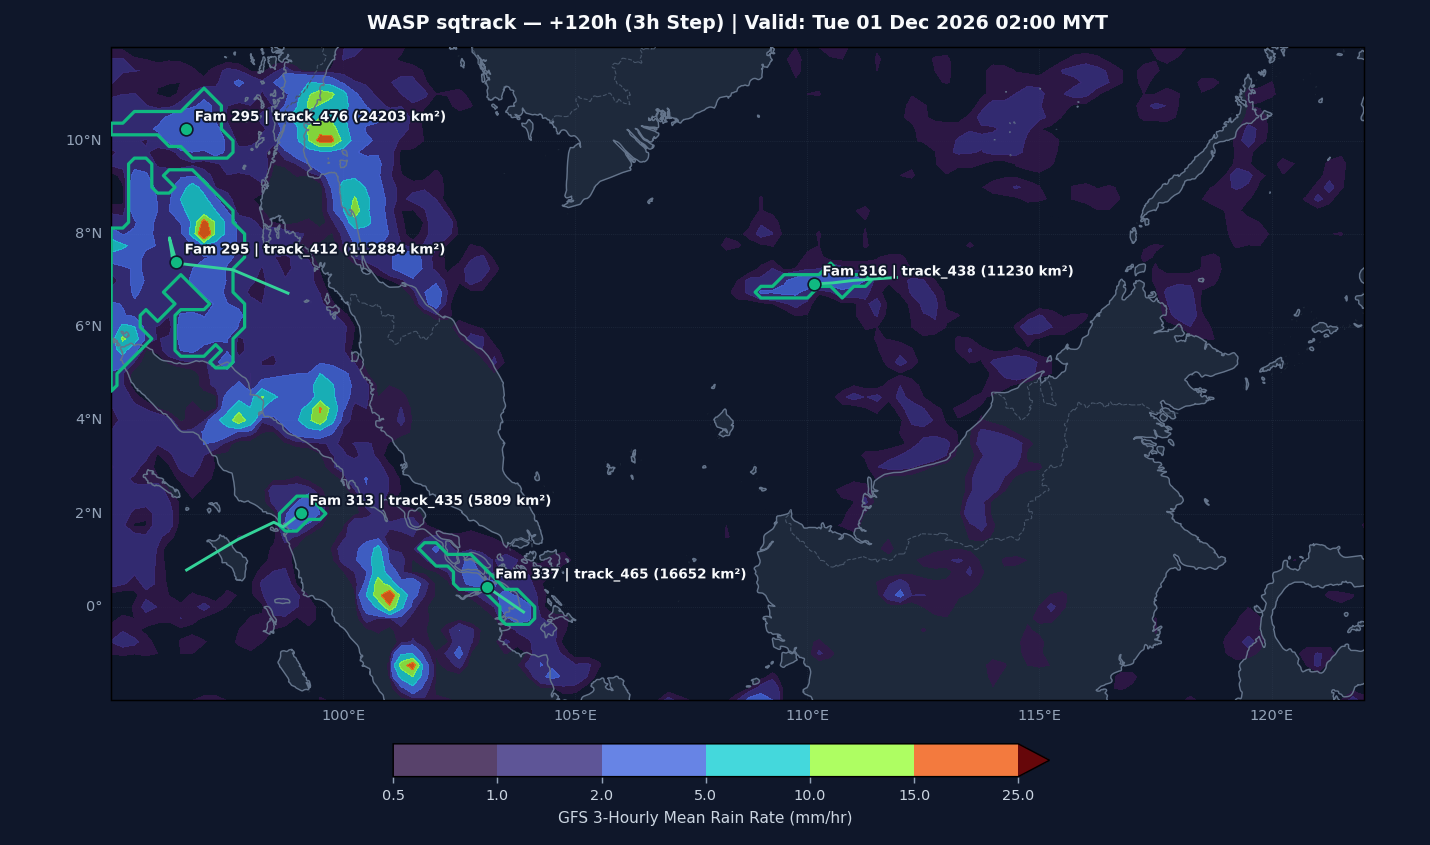 WASP sqtrack — +120h (3h Step) | Valid: Tue 01 Dec 2026 02:00 MYT
10°N
8°N
6°N
4°N
2°N
0°
Fam 295 | track_476 (24203 km²)
Fam 295 | track_412 (112884 km²)
Fam 316 | track_438 (11230 km²)
Fam 313 | track_435 (5809 km²)
Fam 337 | track_465 (16652 km²)
100°E 105°E 110°E 115°E 120°E
0.5 1.0 2.0 5.0 10.0 15.0 25.0
GFS 3-Hourly Mean Rain Rate (mm/hr)